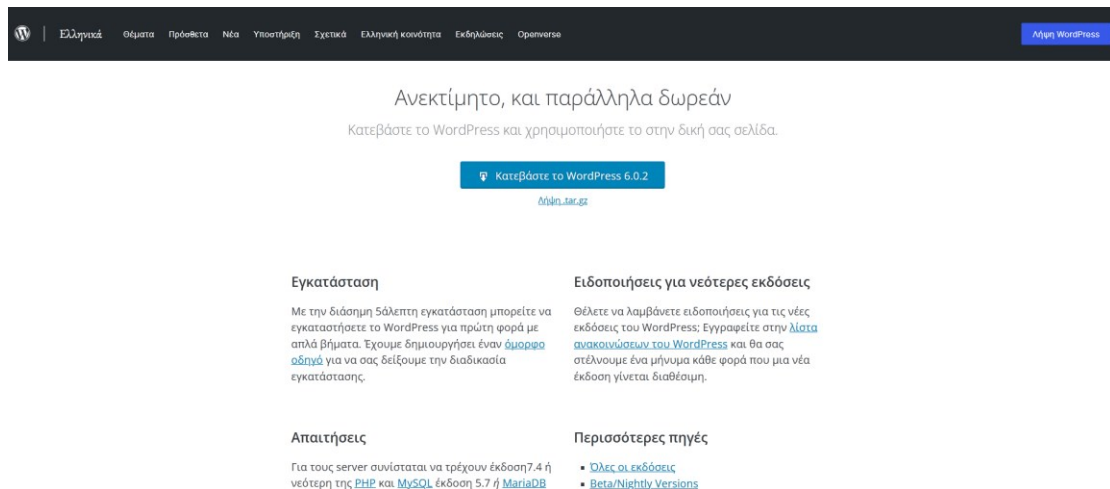 Ελληνικά Θέματα Πρόσθετα Νέα Υποστήριξη Σχετικά Ελληνική κοινότητα Εκδηλώσεις Openverse Λήψη WordPress
Ανεκτίμητο, και παράλληλα δωρεάν
Κατεβάστε το WordPress και χρησιμοποιήστε το στην δική σας σελίδα.
Κατεβάστε το WordPress 6.0.2
Λήψη .tar.gz
Εγκατάσταση
Με την διάσημη 5άλεπτη εγκατάσταση μπορείτε να
εγκαταστήσετε το WordPress για πρώτη φορά με
απλά βήματα. Έχουμε δημιουργήσει έναν όμορφο
οδηγό για να σας δείξουμε την διαδικασία
εγκατάστασης.
Ειδοποιήσεις για νεότερες εκδόσεις
Θέλετε να λαμβάνετε ειδοποιήσεις για τις νέες
εκδόσεις του WordPress; Εγγραφείτε στην λίστα
ανακοινώσεων του WordPress και θα σας
στέλνουμε ένα μήνυμα κάθε φορά που μια νέα
έκδοση γίνεται διαθέσιμη.
Απαιτήσεις
Για τους server συνίσταται να τρέχουν έκδοση7.4 ή
νεότερη της PHP και MySQL έκδοση 5.7 ή MariaDB
Περισσότερες πηγές
Όλες οι εκδόσεις
Beta/Nightly Versions